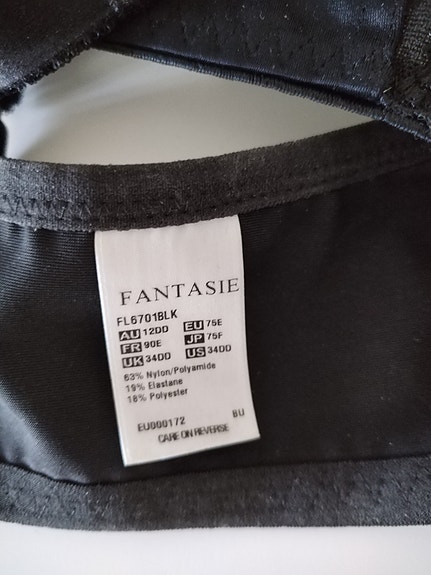 FANTASIE
FL6701BLK
AU 12DD EU 75E
FR 90E JP 75F
UK 34DD US 34DD
63% Nylon/Polyamide
19% Elastane
18% Polyester
EU000172 BU
CARE ON REVERSE